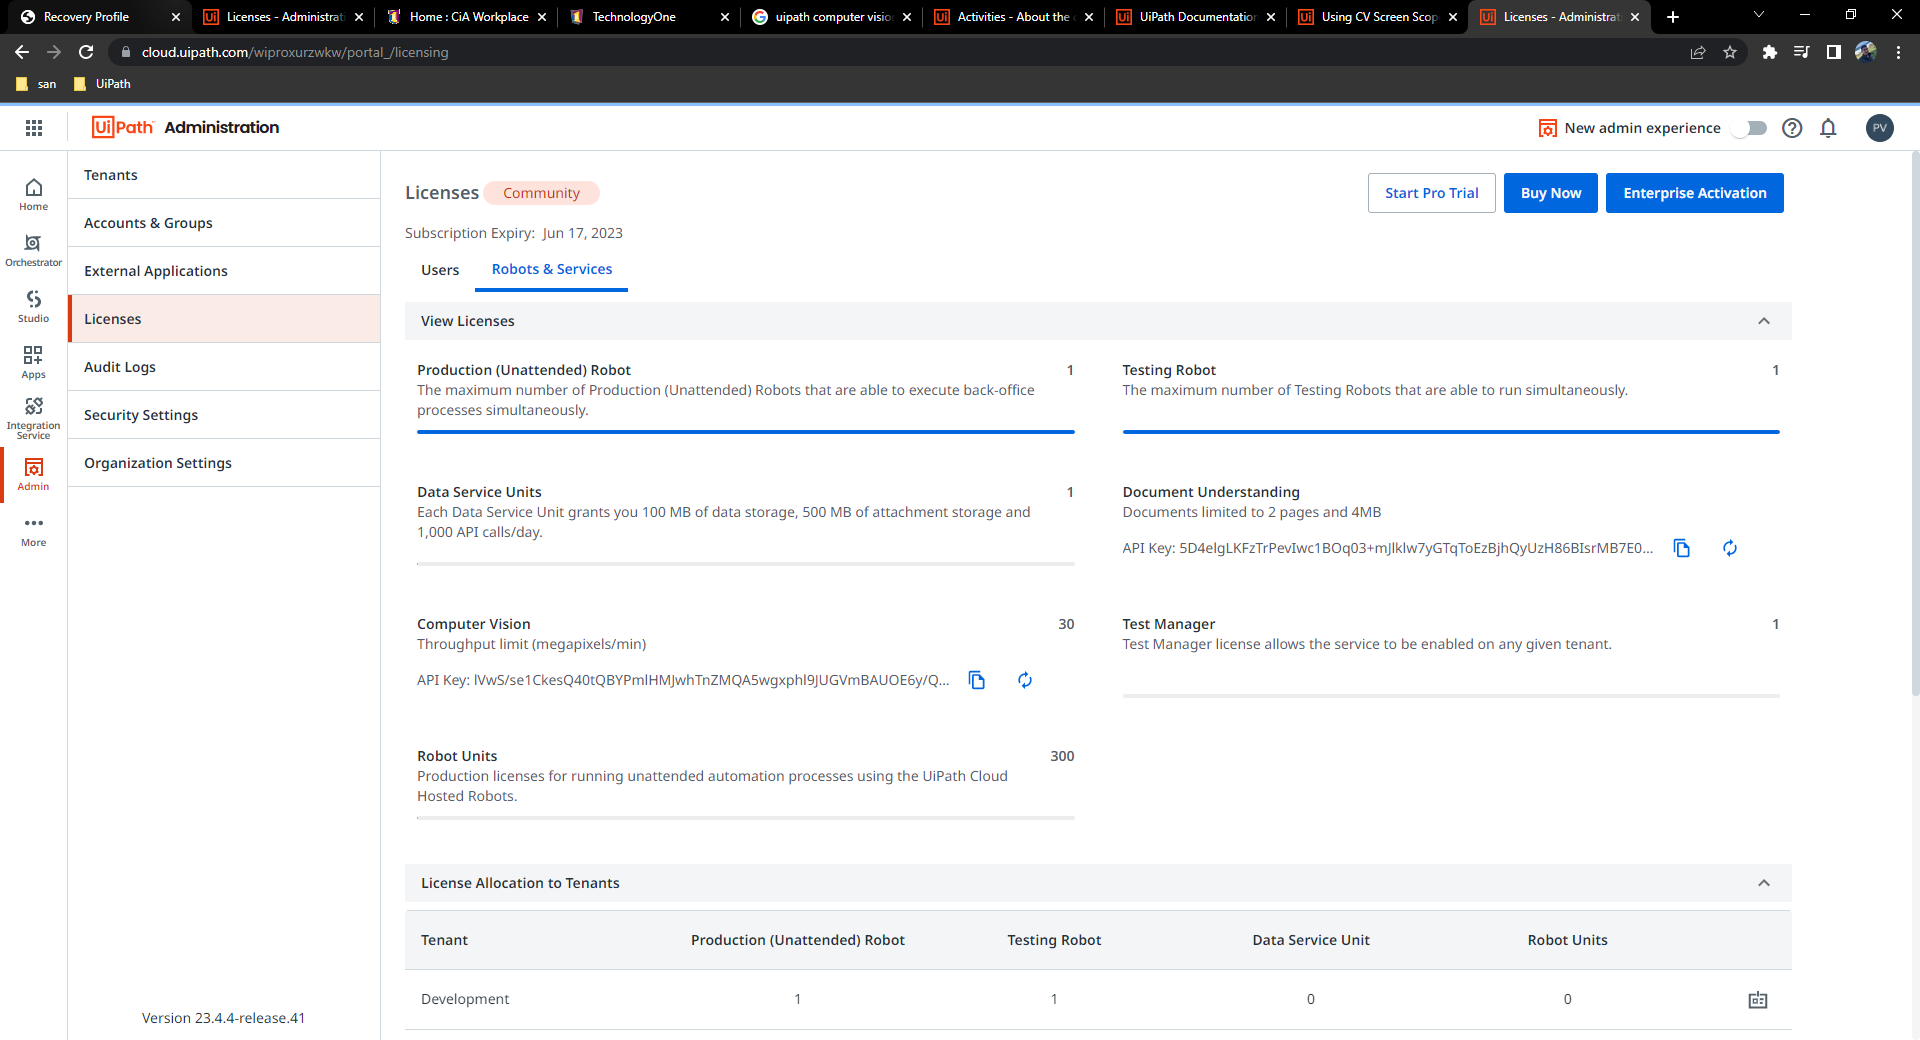 Recovery Profile
Licenses - Administrati
Home : CiA Workplace
TechnologyOne
uipath computer visio
Activities - About the
UiPath Documentation
Using CV Screen Scop
Licenses - Administrati
cloud.uipath.com/wiproxurzwkw/portal_/licensing
san
UiPath
UiPath Administration
New admin experience
PV
Home
Orchestrator
Studio
Apps
Integration
Service
Admin
More
Tenants
Accounts & Groups
External Applications
Licenses
Audit Logs
Security Settings
Organization Settings
Version 23.4.4-release.41
Licenses
Community
Start Pro Trial
Buy Now
Enterprise Activation
Subscription Expiry: Jun 17, 2023
Users
Robots & Services
View Licenses
Production (Unattended) Robot 1
The maximum number of Production (Unattended) Robots that are able to execute back-office
processes simultaneously.
Testing Robot 1
The maximum number of Testing Robots that are able to run simultaneously.
Data Service Units 1
Each Data Service Unit grants you 100 MB of data storage, 500 MB of attachment storage and
1,000 API calls/day.
Document Understanding
Documents limited to 2 pages and 4MB
API Key: 5D4elgLKFzTrPevIwc1BOq03+mJlklw7yGTqToEzBjhQyUzH86BIsrMB7E0...
Computer Vision 30
Throughput limit (megapixels/min)
API Key: lVwS/se1CkesQ40tQBYPmlHMJwhTnZMQA5wgxphl9JUGVmBAUOE6y/Q...
Test Manager 1
Test Manager license allows the service to be enabled on any given tenant.
Robot Units 300
Production licenses for running unattended automation processes using the UiPath Cloud
Hosted Robots.
License Allocation to Tenants
Tenant Production (Unattended) Robot Testing Robot Data Service Unit Robot Units
Development 1 1 0 0